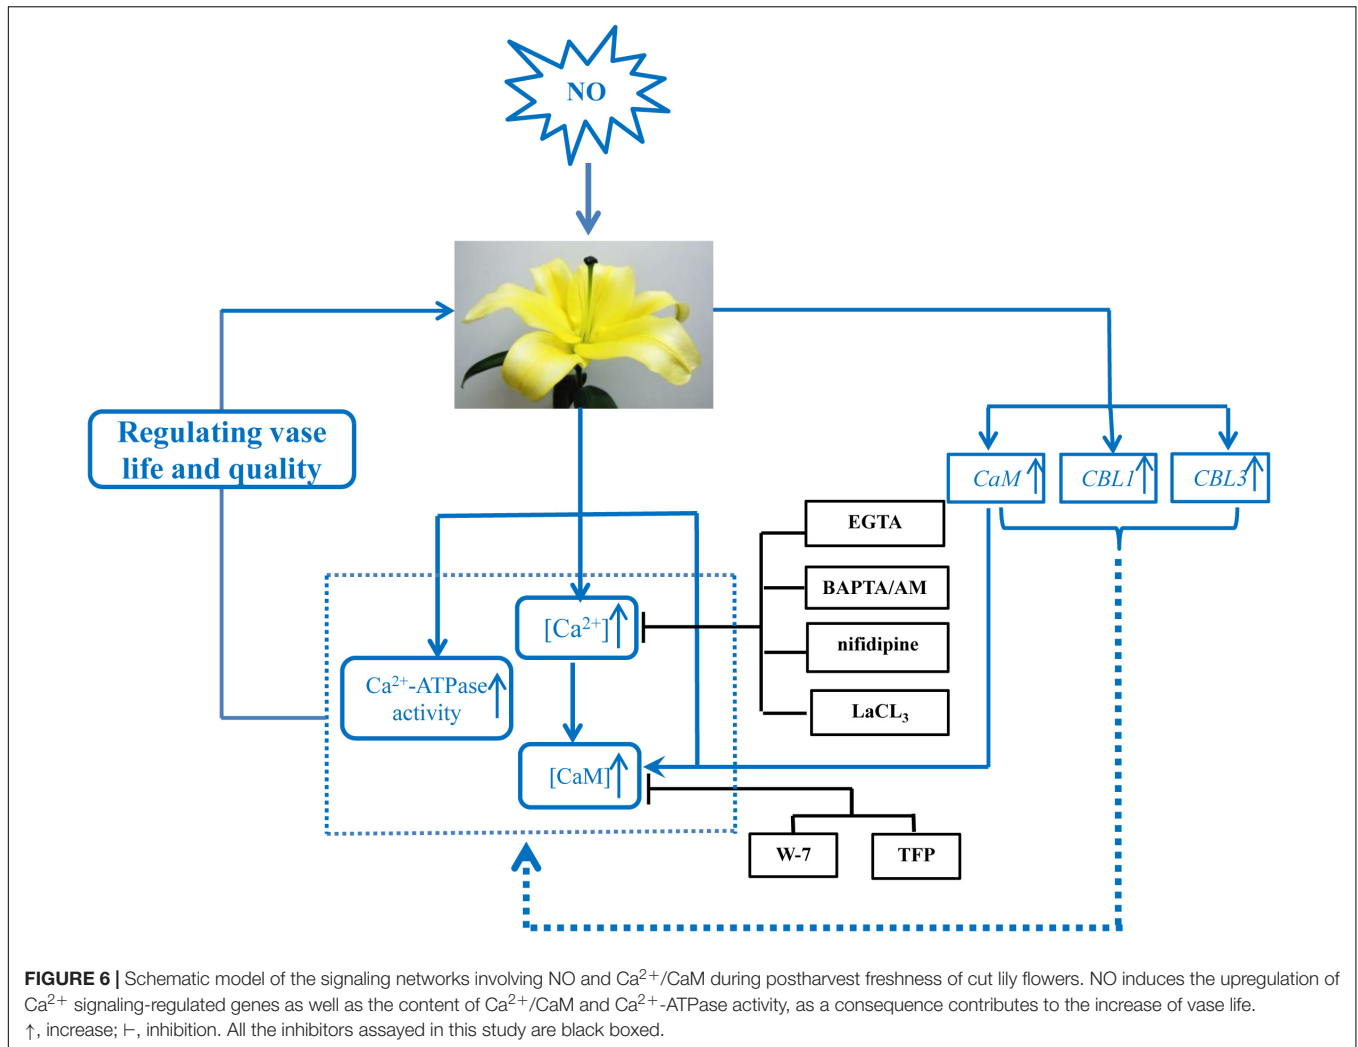 NO
Regulating vase
life and quality
CaM↑
CBL1↑
CBL3↑
EGTA
BAPTA/AM
nifidipine
LaCL₃
[Ca²⁺]↑
Ca²⁺-ATPase↑
activity
[CaM]↑
W-7
TFP
FIGURE 6 | Schematic model of the signaling networks involving NO and Ca²⁺/CaM during postharvest freshness of cut lily flowers. NO induces the upregulation of
Ca²⁺ signaling-regulated genes as well as the content of Ca²⁺/CaM and Ca²⁺-ATPase activity, as a consequence contributes to the increase of vase life.
↑, increase; ⊢, inhibition. All the inhibitors assayed in this study are black boxed.